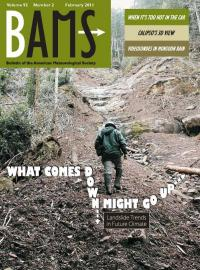 Volume 92 Number 2 February 2011
BAMS
Bulletin of the American Meteorological Society
WHEN IT'S TOO HOT IN THE CAR
CALIPSO'S 3D VIEW
VIDEOSONDES IN MONSOON RAIN
WHAT COMES DOWN MIGHT GO UP...
Landslide Trends
in Future Climate